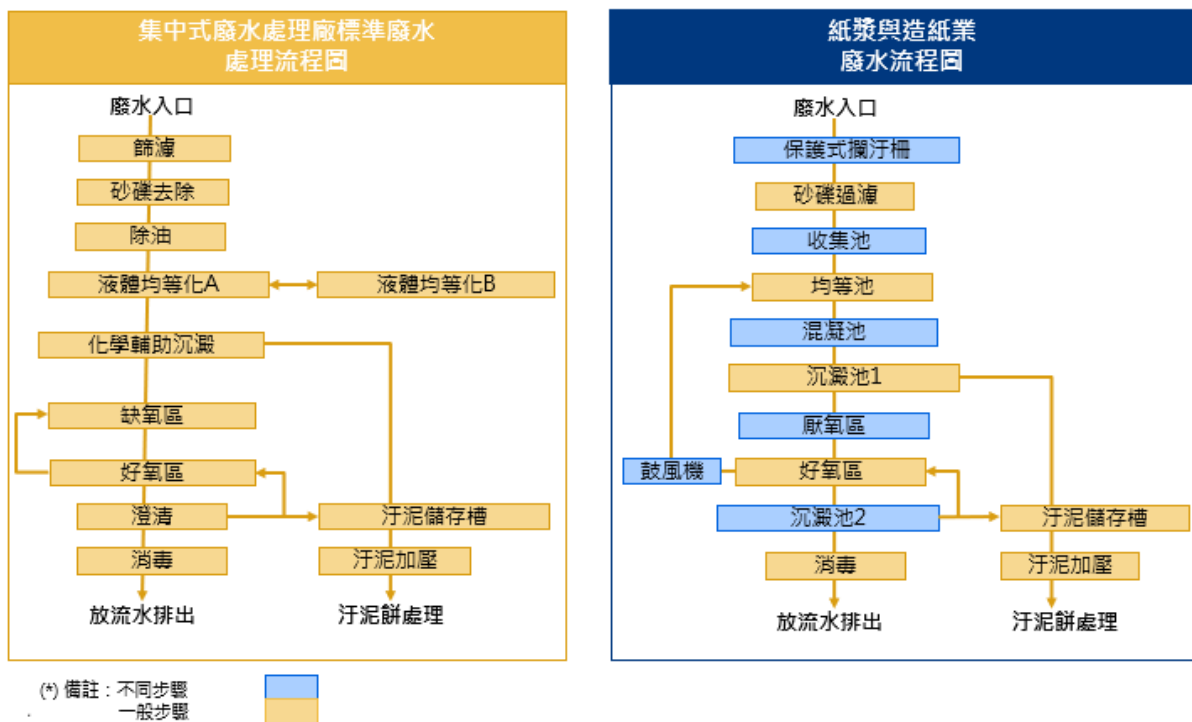 集中式廢水處理廠標準廢水
處理流程圖
廢水入口
篩濾
砂礫去除
除油
液體均等化A
液體均等化B
化學輔助沉澱
缺氧區
好氧區
澄清
汙泥儲存槽
消毒
汙泥加壓
放流水排出
汙泥餅處理
紙漿與造紙業
廢水流程圖
廢水入口
保護式攔汙柵
砂礫過濾
收集池
均等池
混凝池
沉澱池1
厭氧區
鼓風機
好氧區
沉澱池2
汙泥儲存槽
消毒
汙泥加壓
放流水排出
汙泥餅處理
(*) 備註：不同步驟
. 一般步驟